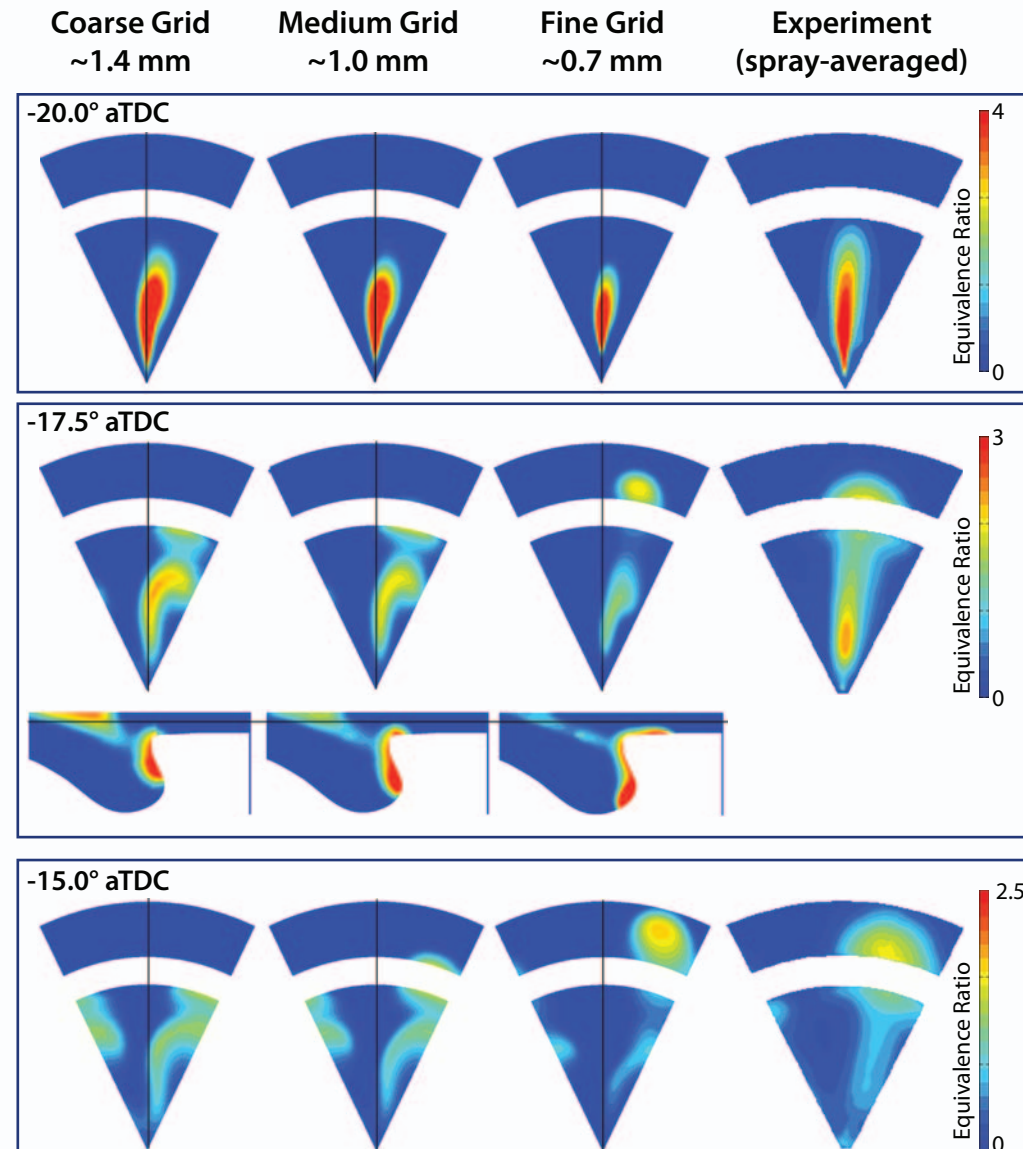 Coarse Grid
~1.4 mm
Medium Grid
~1.0 mm
Fine Grid
~0.7 mm
Experiment
(spray-averaged)
-20.0° aTDC
4
Equivalence Ratio
0
-17.5° aTDC
3
Equivalence Ratio
0
-15.0° aTDC
2.5
Equivalence Ratio
0